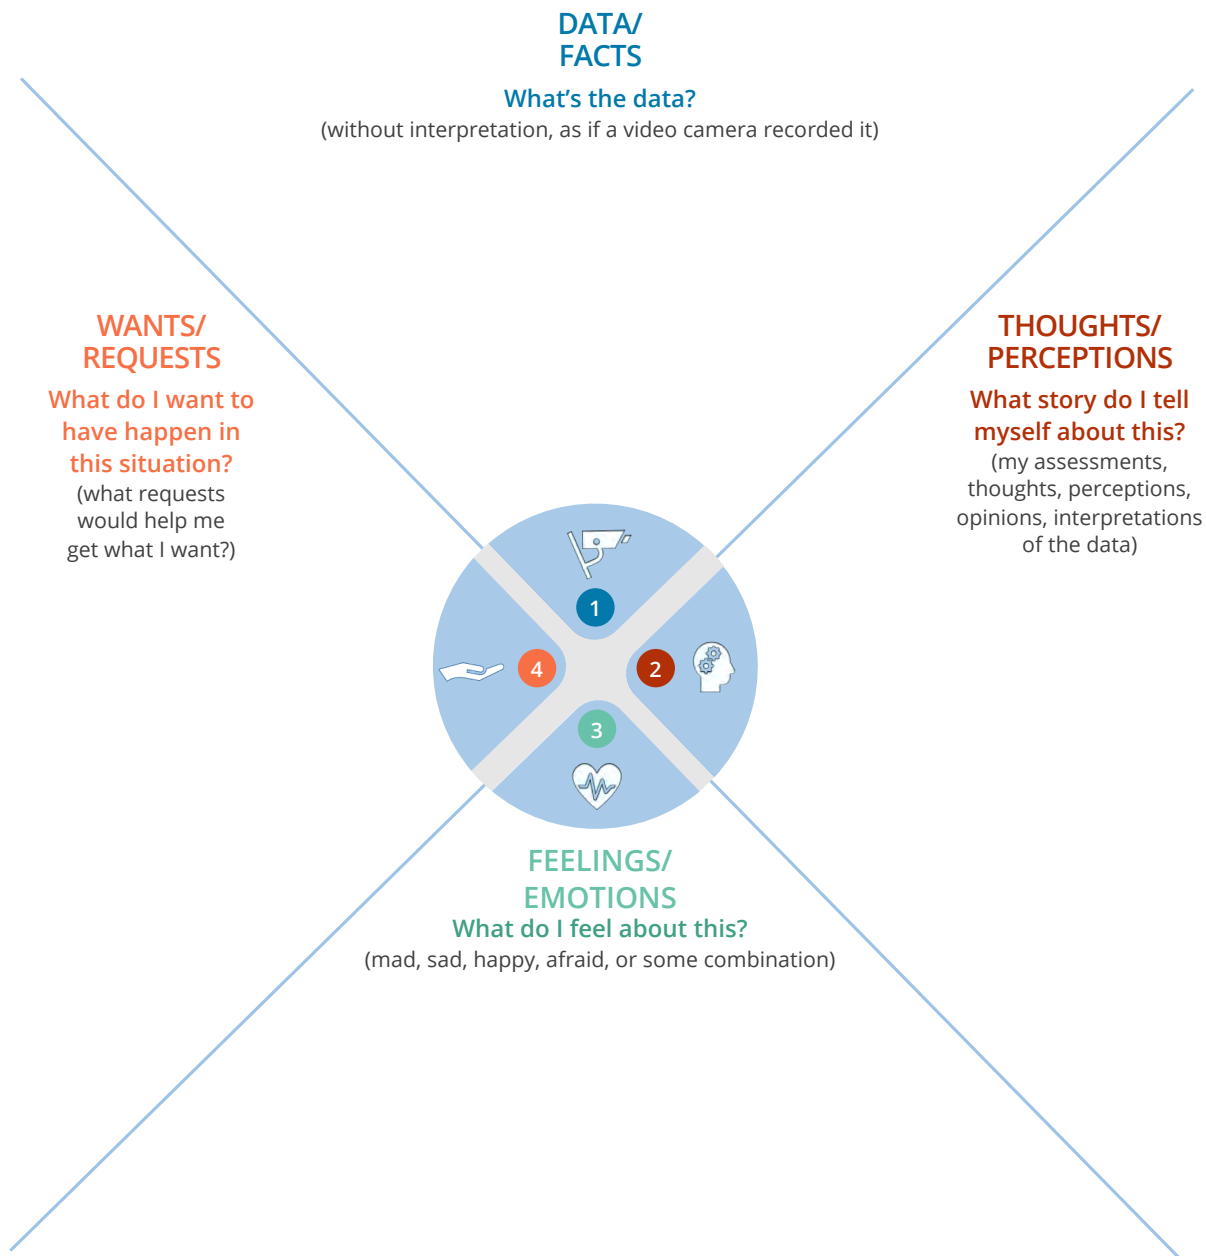 DATA/
FACTS
What's the data?
(without interpretation, as if a video camera recorded it)
WANTS/
REQUESTS
What do I want to
have happen in
this situation?
(what requests
would help me
get what I want?)
THOUGHTS/
PERCEPTIONS
What story do I tell
myself about this?
(my assessments,
thoughts, perceptions,
opinions, interpretations
of the data)
1
4
2
3
FEELINGS/
EMOTIONS
What do I feel about this?
(mad, sad, happy, afraid, or some combination)